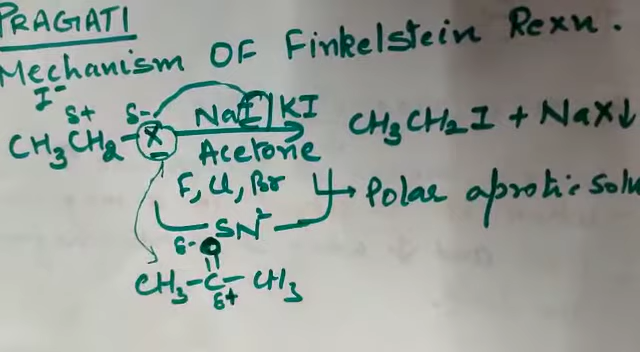 PRAGATI
Mechanism OF Finkelstein Rexn.
I⁻
δ+ δ-
CH₃CH₂-X NaI/KI CH₃CH₂I + NaX↓
Acetone
F, Cl, Br → Polar aprotic solv
SN²
δ- O
CH₃-C-CH₃
δ+